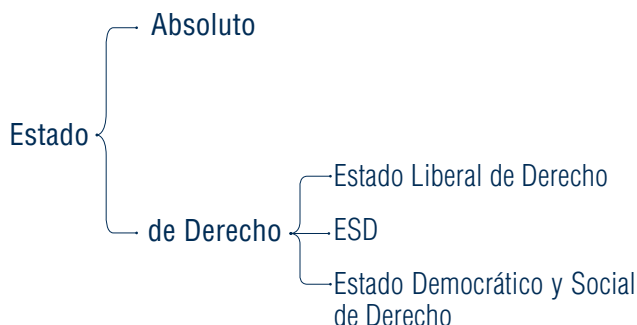 Absoluto
Estado
de Derecho
Estado Liberal de Derecho
ESD
Estado Democrático y Social
de Derecho